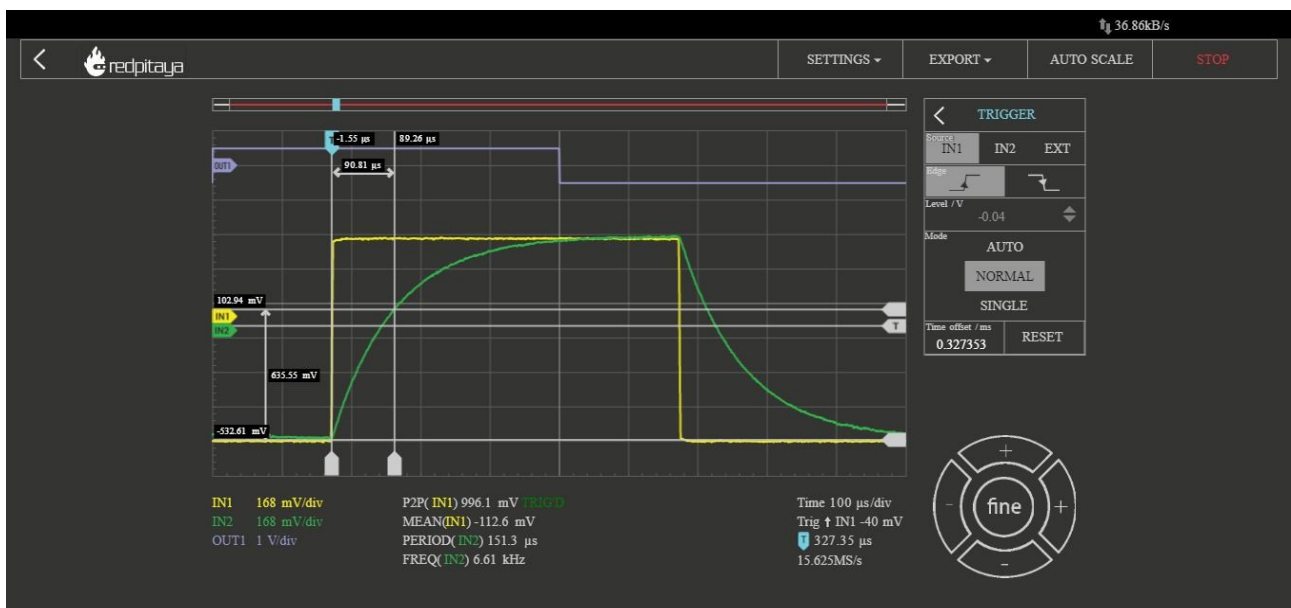 36.86kB/s
redpitaya
SETTINGS
EXPORT
AUTO SCALE
STOP
T
-1.55 µs
89.26 µs
OUT1
90.81 µs
102.94 mV
IN1
IN2
T
635.55 mV
-532.61 mV
TRIGGER
Source
IN1 IN2 EXT
Edge
Level / V
-0.04
Mode
AUTO
NORMAL
SINGLE
Time offset / ms
0.327353
RESET
+
- fine +
-
IN1 168 mV/div
IN2 168 mV/div
OUT1 1 V/div
P2P( IN1) 996.1 mV TRIG'D
MEAN(IN1) -112.6 mV
PERIOD( IN2) 151.3 µs
FREQ( IN2) 6.61 kHz
Time 100 µs/div
Trig IN1 -40 mV
T 327.35 µs
15.625MS/s